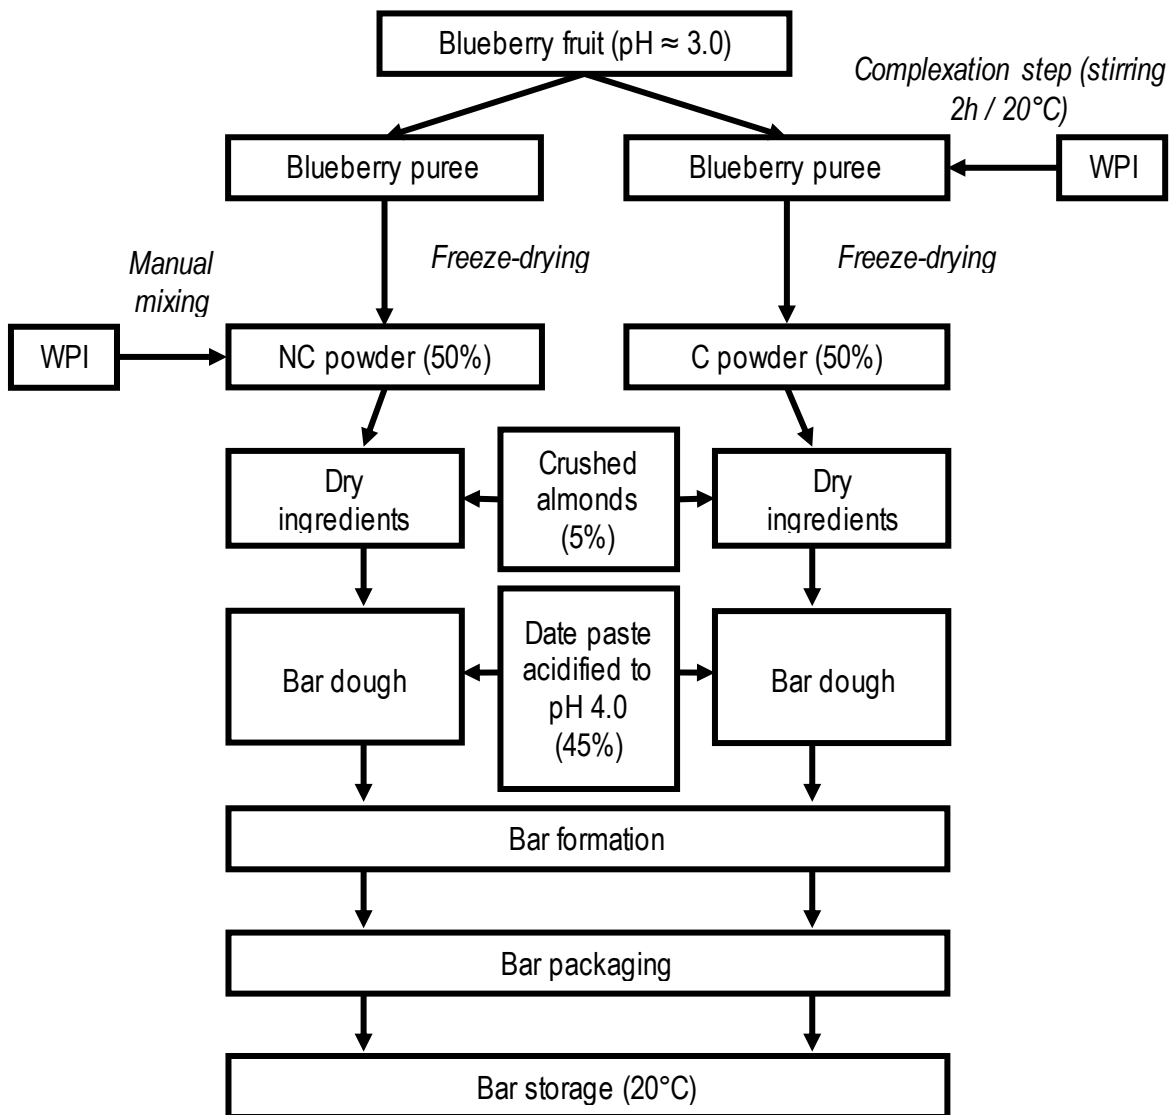 Blueberry fruit (pH ≈ 3.0)
Complexation step (stirring
2h / 20°C)
Blueberry puree
Blueberry puree
WPI
Manual
mixing
Freeze-drying
Freeze-drying
WPI
NC powder (50%)
C powder (50%)
Dry
ingredients
Crushed
almonds
(5%)
Dry
ingredients
Bar dough
Date paste
acidified to
pH 4.0
(45%)
Bar dough
Bar formation
Bar packaging
Bar storage (20°C)